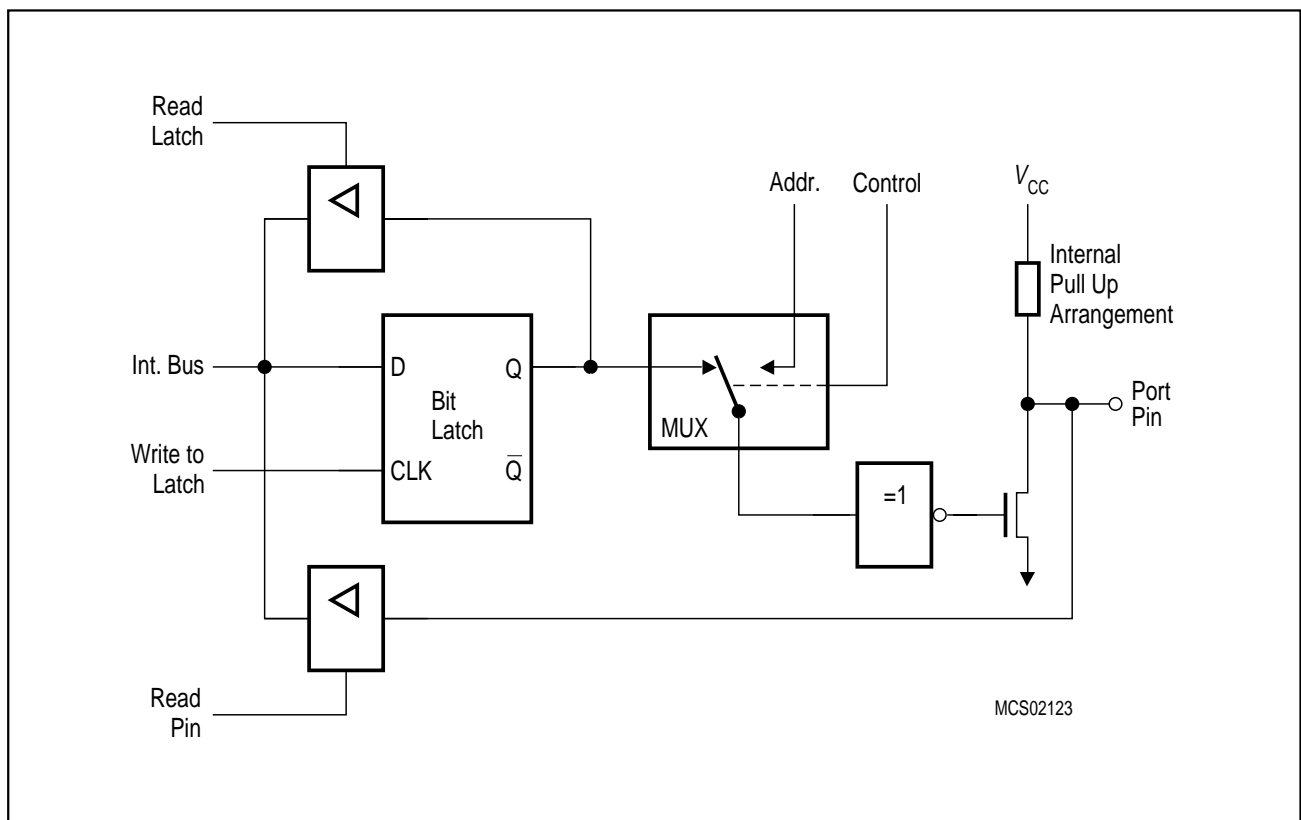 Read
Latch
Addr.
Control
VCC
Internal
Pull Up
Arrangement
Int. Bus
D
Q
Bit
Latch
MUX
Port
Pin
Write to
Latch
CLK
Q̅
=1
Read
Pin
MCS02123